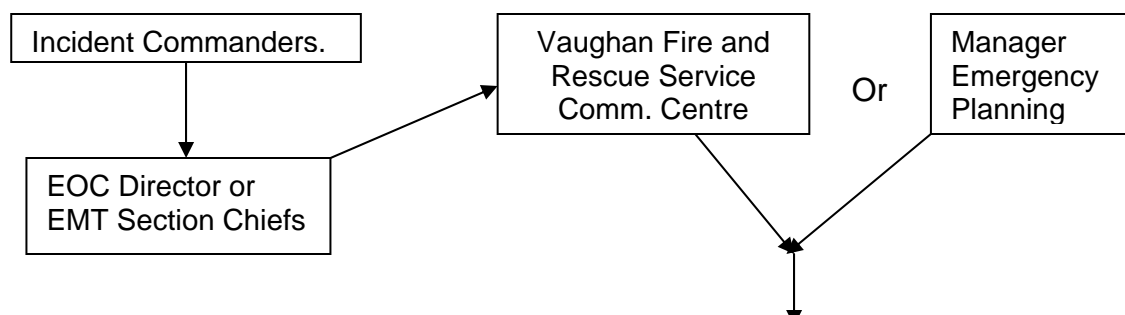 Incident Commanders.
EOC Director or
EMT Section Chiefs
Vaughan Fire and
Rescue Service
Comm. Centre
Or
Manager
Emergency
Planning